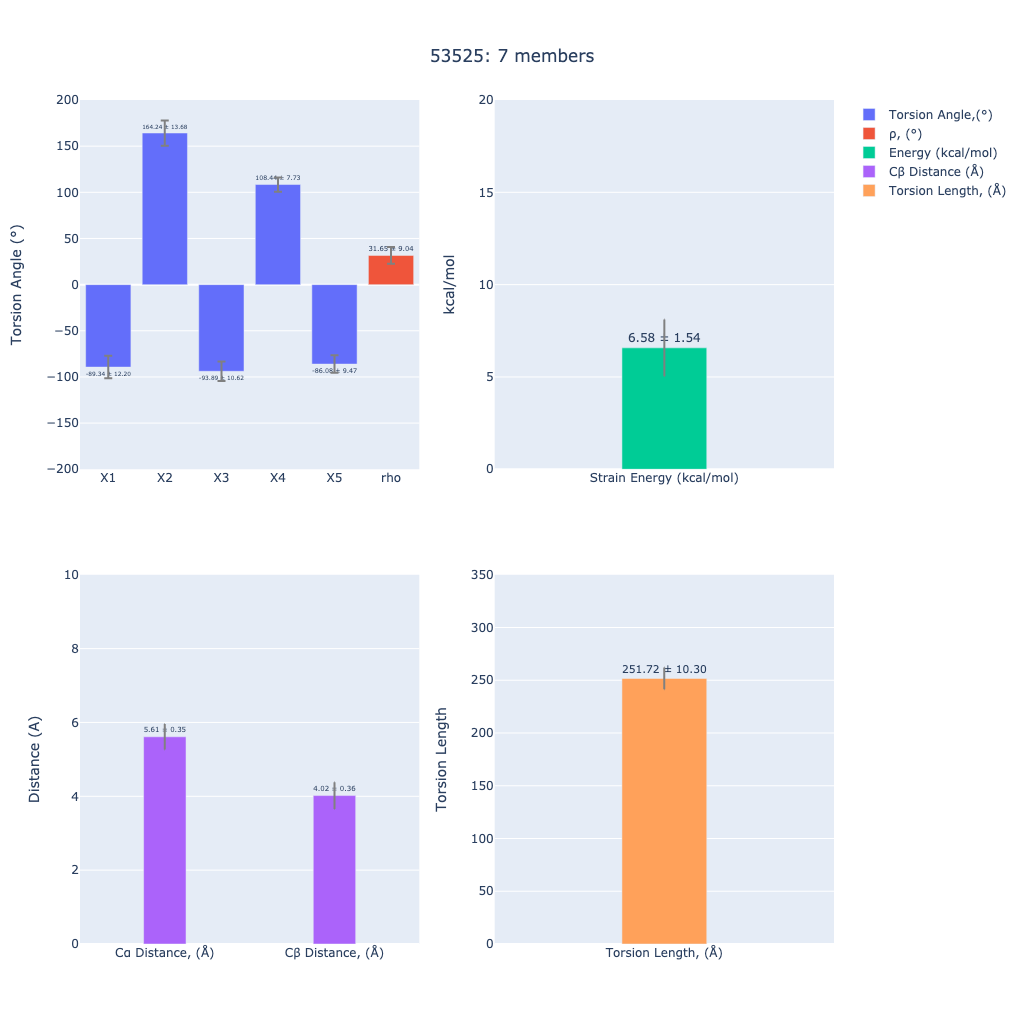 53525: 7 members
Torsion Angle (°)
200
150
100
50
0
−50
−100
−150
−200
164.24 ± 13.68
108.44 ± 7.73
31.65 ± 9.04
-89.34 ± 12.20
-93.89 ± 10.62
-86.08 ± 9.47
X1 X2 X3 X4 X5 rho
kcal/mol
20
15
10
5
0
6.58 ± 1.54
Strain Energy (kcal/mol)
Torsion Angle,(°)
ρ, (°)
Energy (kcal/mol)
Cβ Distance (Å)
Torsion Length, (Å)
Distance (A)
10
8
6
4
2
0
5.61 ± 0.35
4.02 ± 0.36
Cα Distance, (Å) Cβ Distance, (Å)
Torsion Length
350
300
250
200
150
100
50
0
251.72 ± 10.30
Torsion Length, (Å)